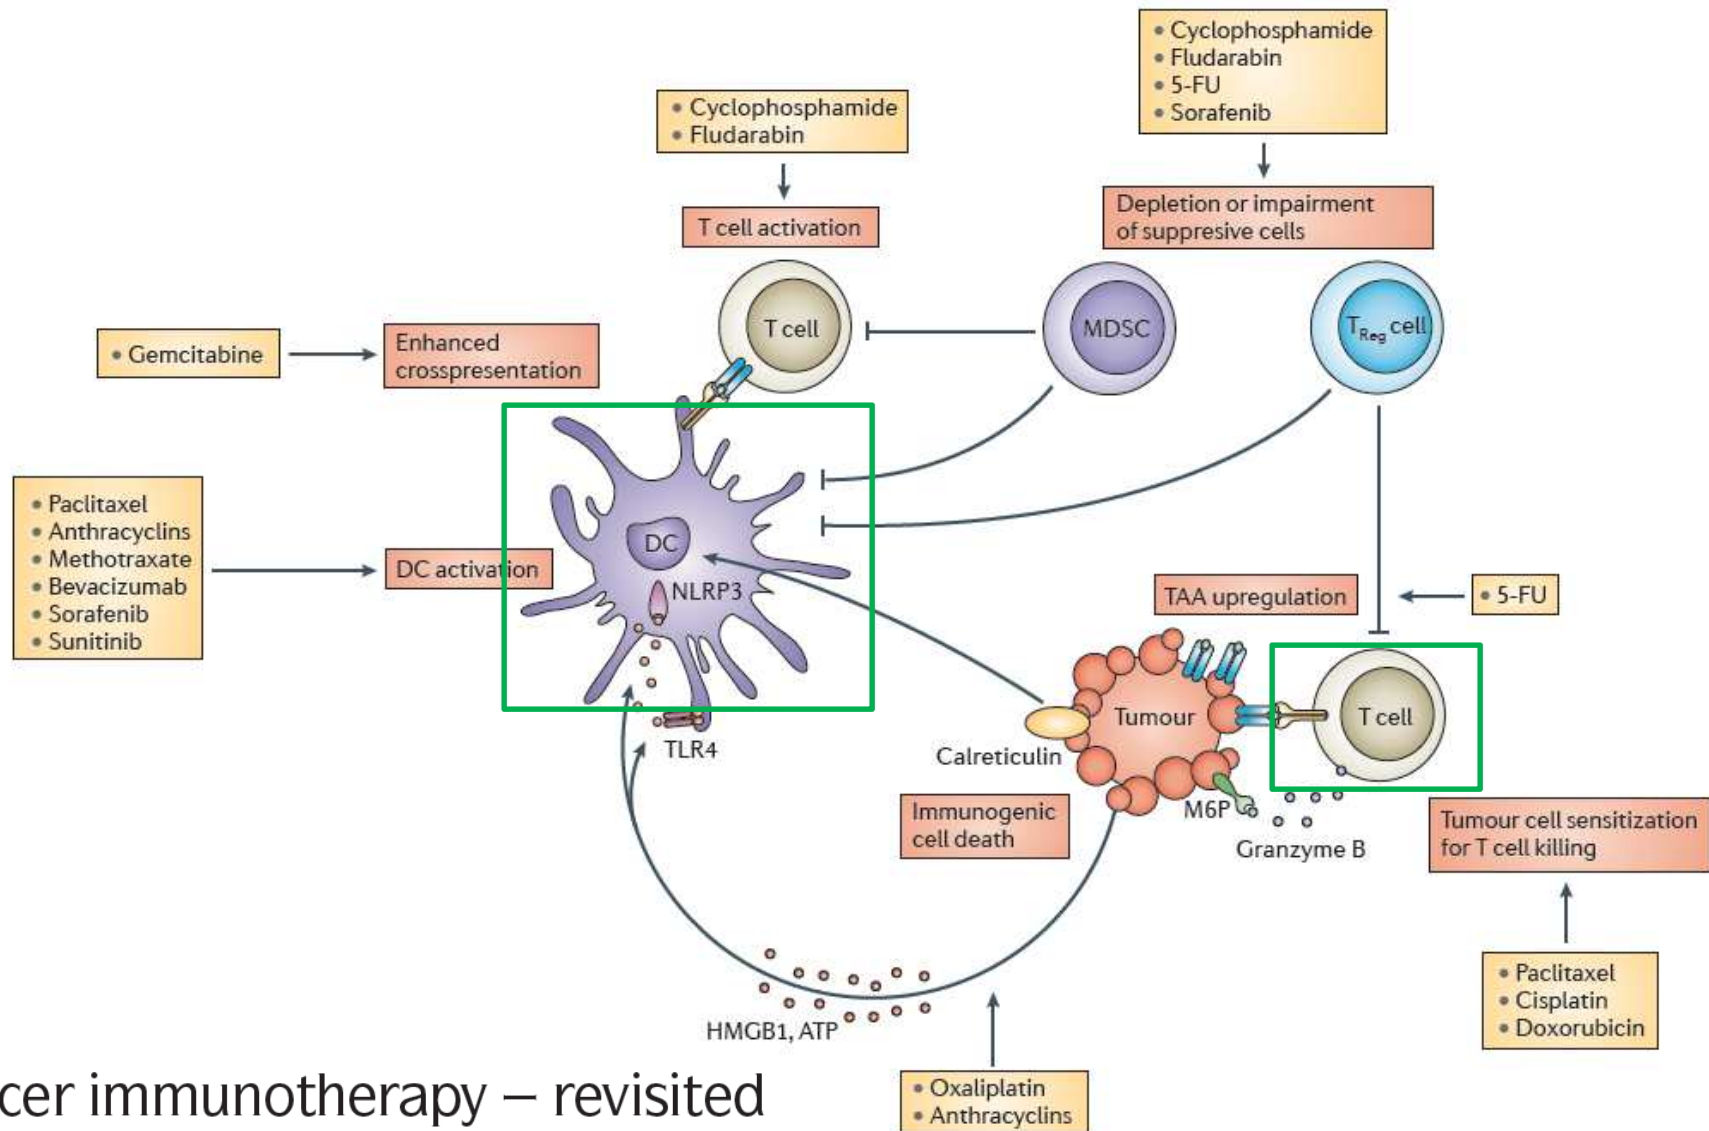 • Cyclophosphamide
• Fludarabin
• 5-FU
• Sorafenib
• Cyclophosphamide
• Fludarabin
Depletion or impairment
of suppresive cells
T cell activation
T cell
MDSC
TReg cell
• Gemcitabine
Enhanced
crosspresentation
• Paclitaxel
• Anthracyclins
• Methotraxate
• Bevacizumab
• Sorafenib
• Sunitinib
DC activation
DC
NLRP3
TLR4
TAA upregulation
• 5-FU
Tumour
T cell
Calreticulin
M6P
Granzyme B
Immunogenic
cell death
Tumour cell sensitization
for T cell killing
• Paclitaxel
• Cisplatin
• Doxorubicin
HMGB1, ATP
• Oxaliplatin
• Anthracyclins
cer immunotherapy – revisited